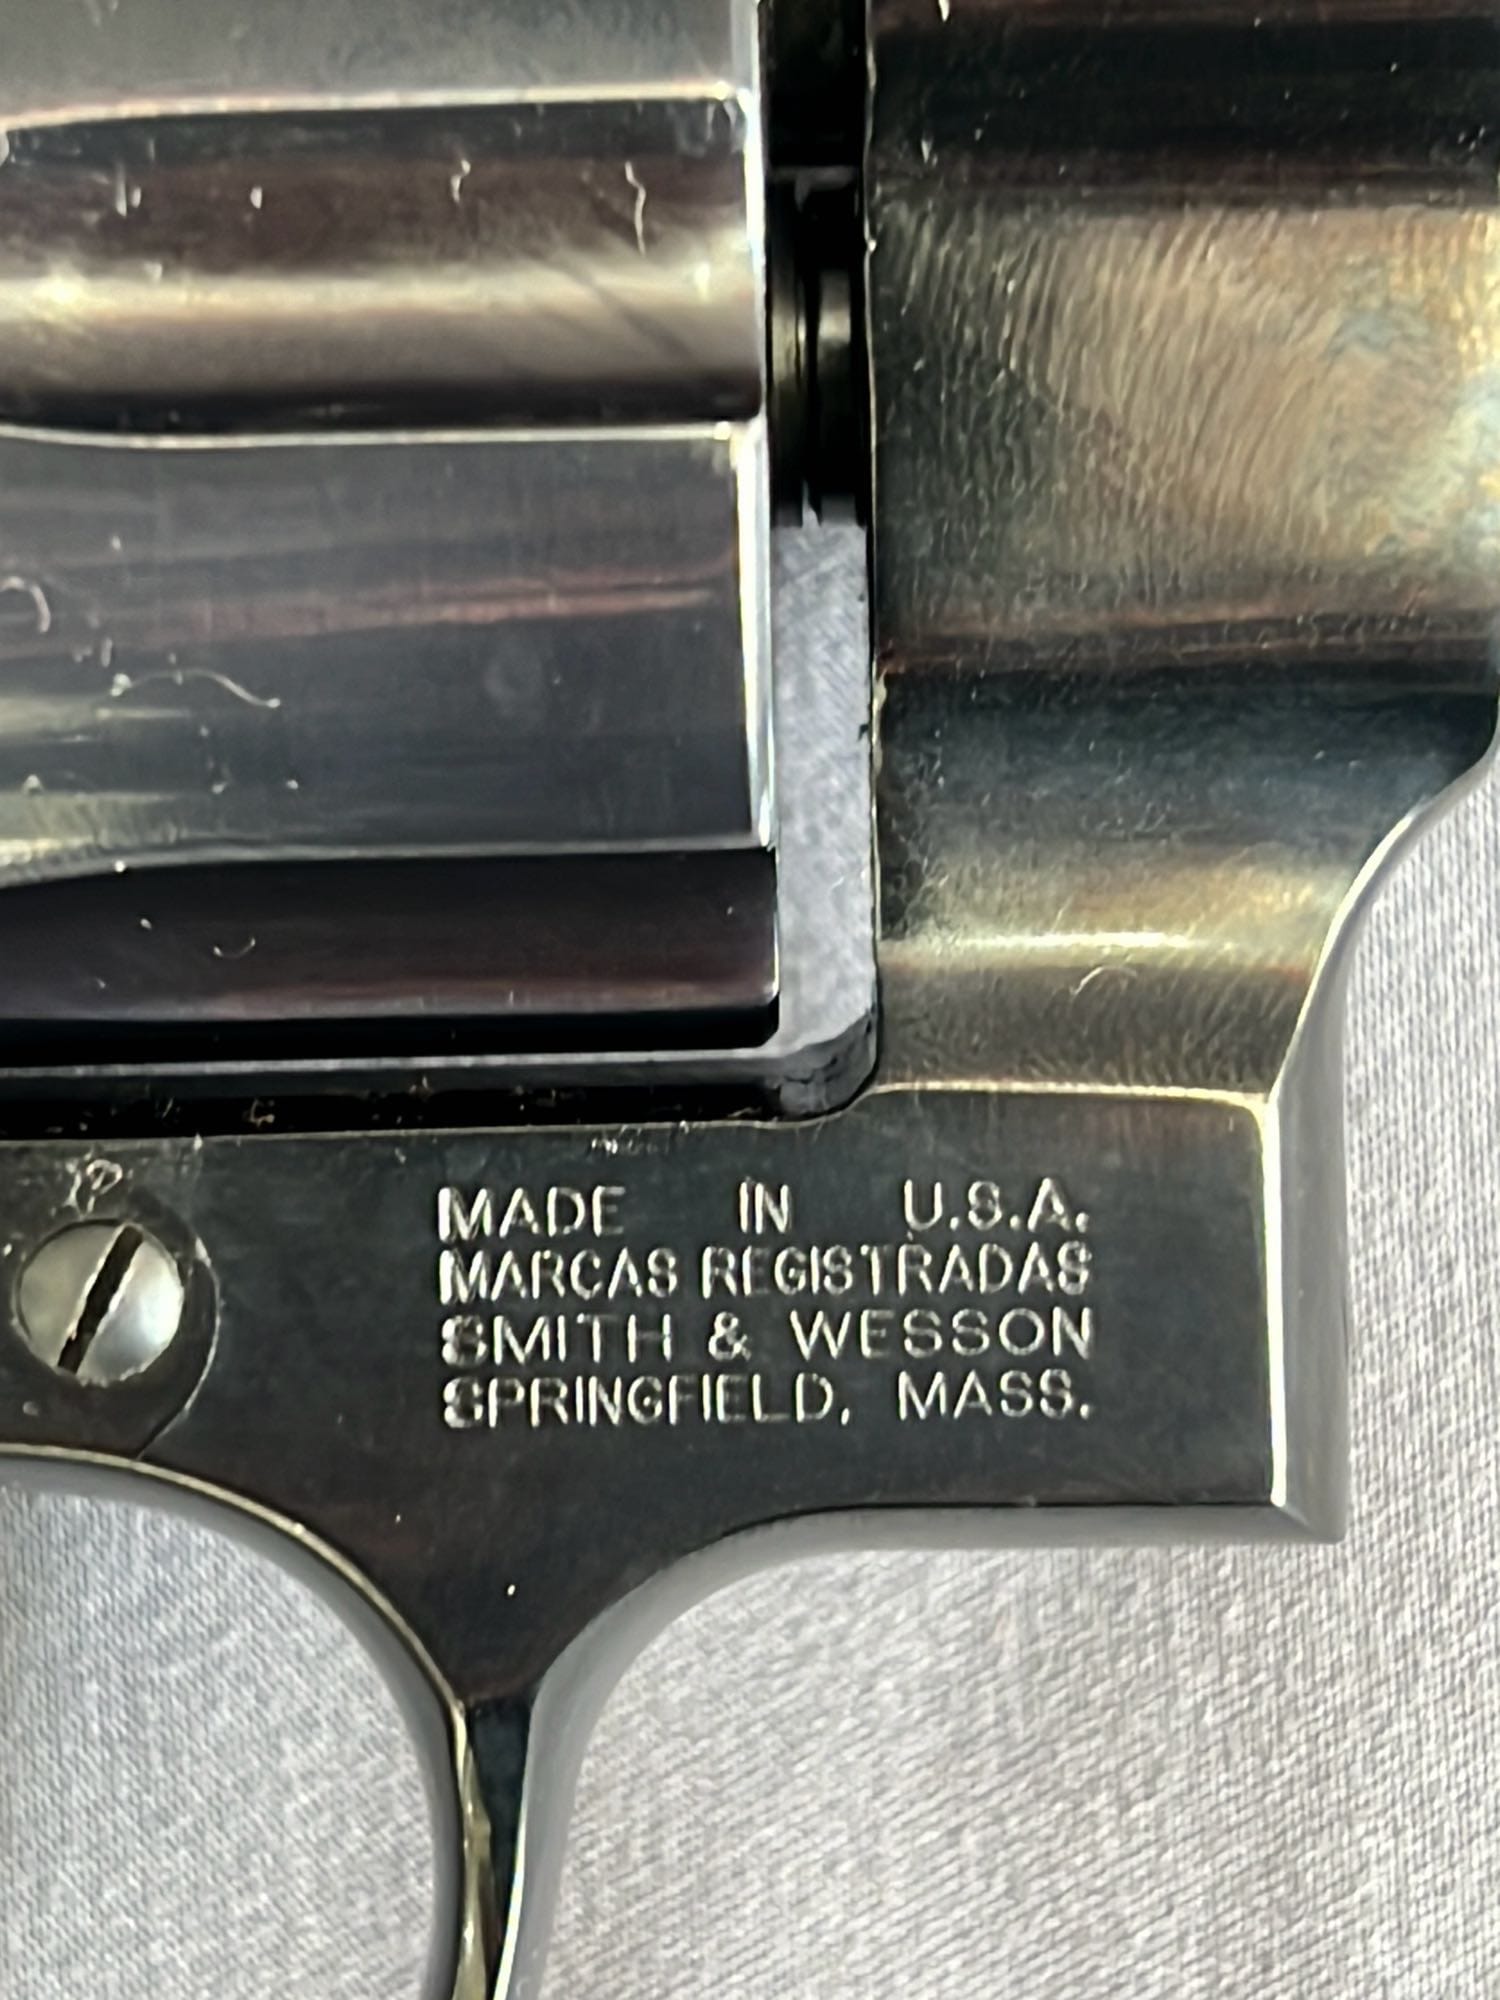 MADE IN U.S.A.
MARCAS REGISTRADAS
SMITH & WESSON
SPRINGFIELD, MASS.